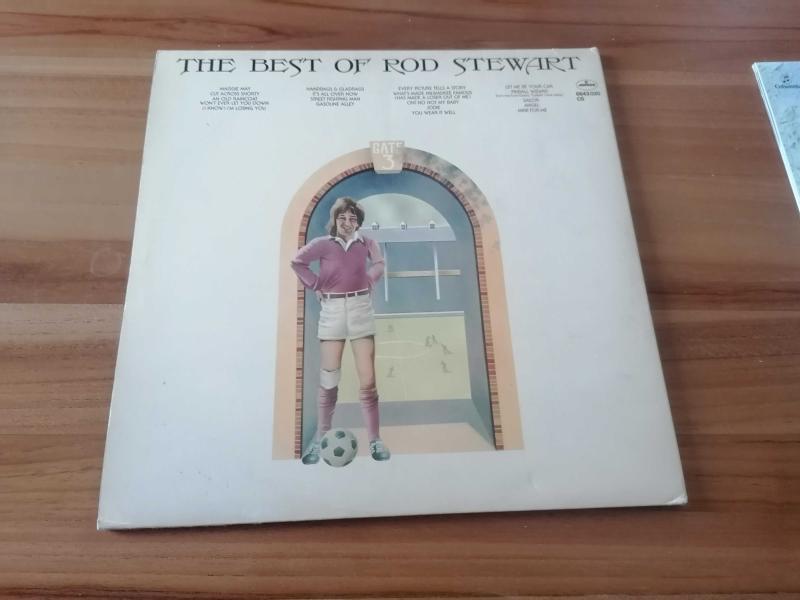 THE BEST OF ROD STEWART
MAGGIE MAY
CUT ACROSS SHORTY
AN OLD RAINCOAT
WON'T EVER LET YOU DOWN
(I KNOW) I'M LOSING YOU
HANDBAGS & GLADRAGS
IT'S ALL OVER NOW
STREET FIGHTING MAN
GASOLINE ALLEY
EVERY PICTURE TELLS A STORY
WHAT'S MADE MILWAUKEE FAMOUS
(HAS MADE A LOSER OUT OF ME)
OH! NO NOT MY BABY
JODIE
YOU WEAR IT WELL
LET ME BE YOUR CAR
PINBALL WIZARD
SAILOR
ANGEL
MINE FOR ME
mercury
6643 030
GATE
3